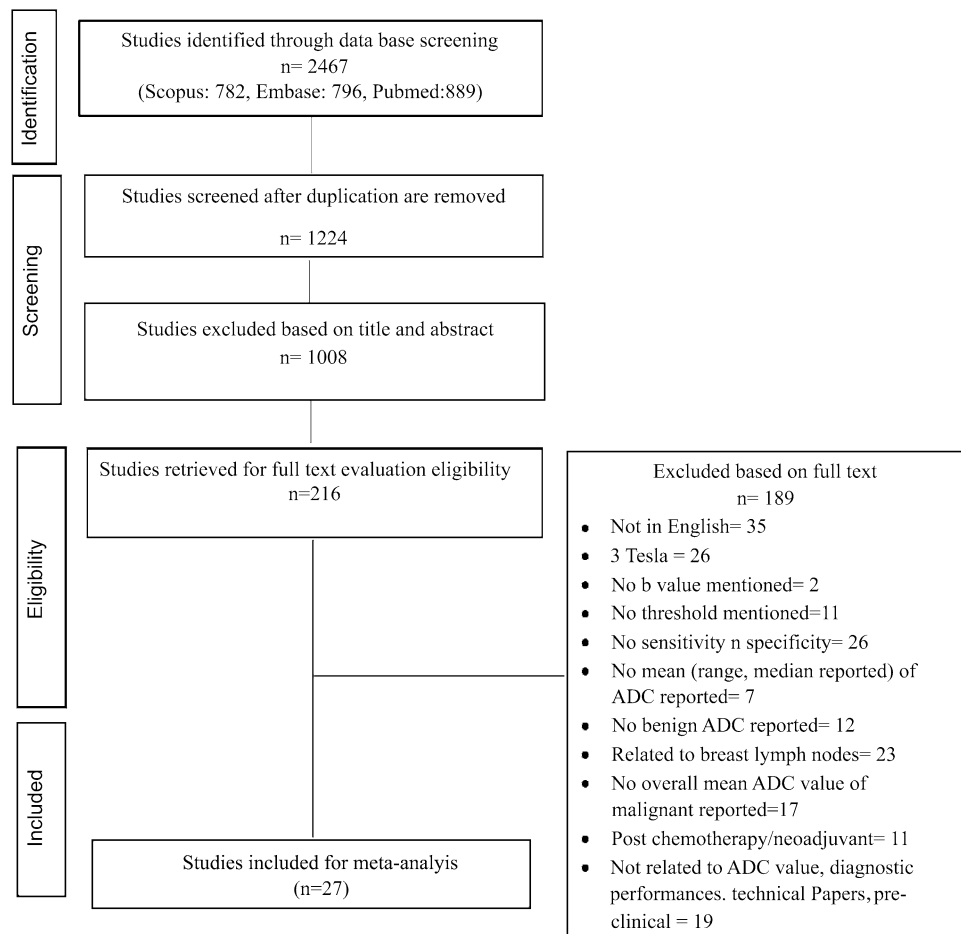 Identification
Studies identified through data base screening
n= 2467
(Scopus: 782, Embase: 796, Pubmed:889)
Screening
Studies screened after duplication are removed
n= 1224
Studies excluded based on title and abstract
n= 1008
Eligibility
Studies retrieved for full text evaluation eligibility
n=216
Excluded based on full text
n= 189
• Not in English= 35
• 3 Tesla = 26
• No b value mentioned= 2
• No threshold mentioned=11
• No sensitivity n specificity= 26
• No mean (range, median reported) of
ADC reported= 7
• No benign ADC reported= 12
• Related to breast lymph nodes= 23
• No overall mean ADC value of
malignant reported=17
• Post chemotherapy/neoadjuvant= 11
• Not related to ADC value, diagnostic
performances. technical Papers, pre-
clinical = 19
Included
Studies included for meta-analyis
(n=27)